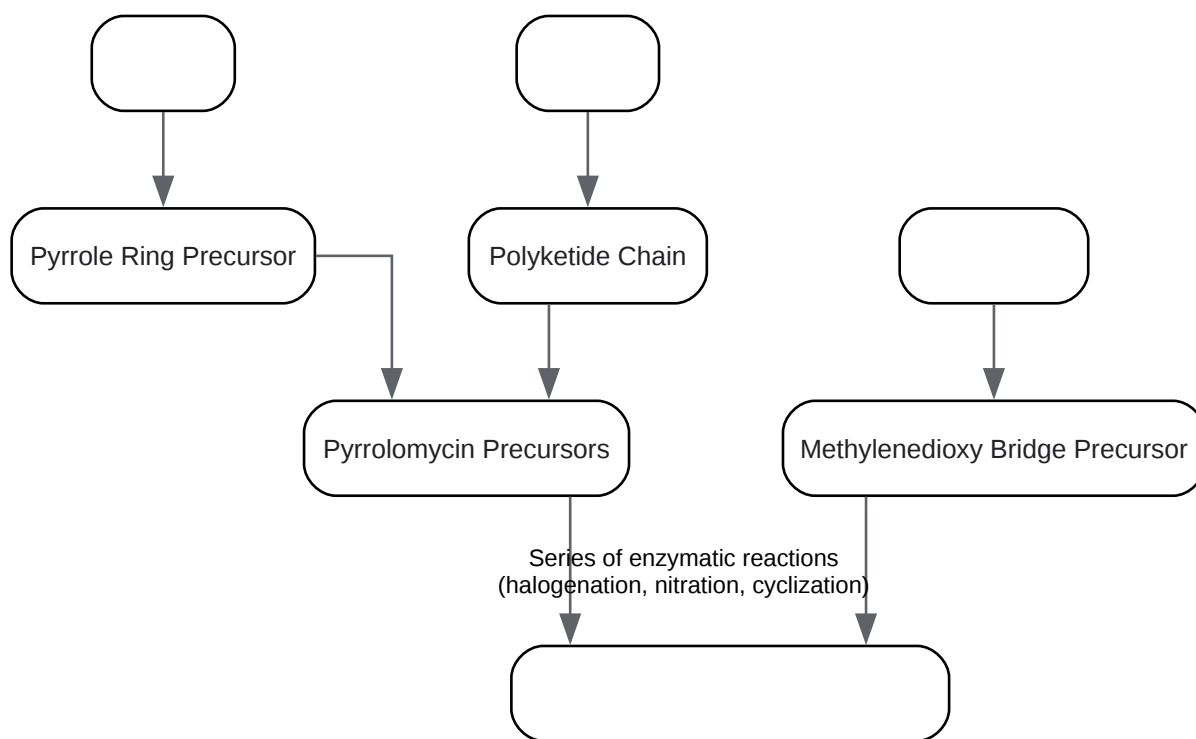 Pyrrole Ring Precursor
Polyketide Chain
Pyrrolomycin Precursors
Methylenedioxy Bridge Precursor
Series of enzymatic reactions
(halogenation, nitration, cyclization)